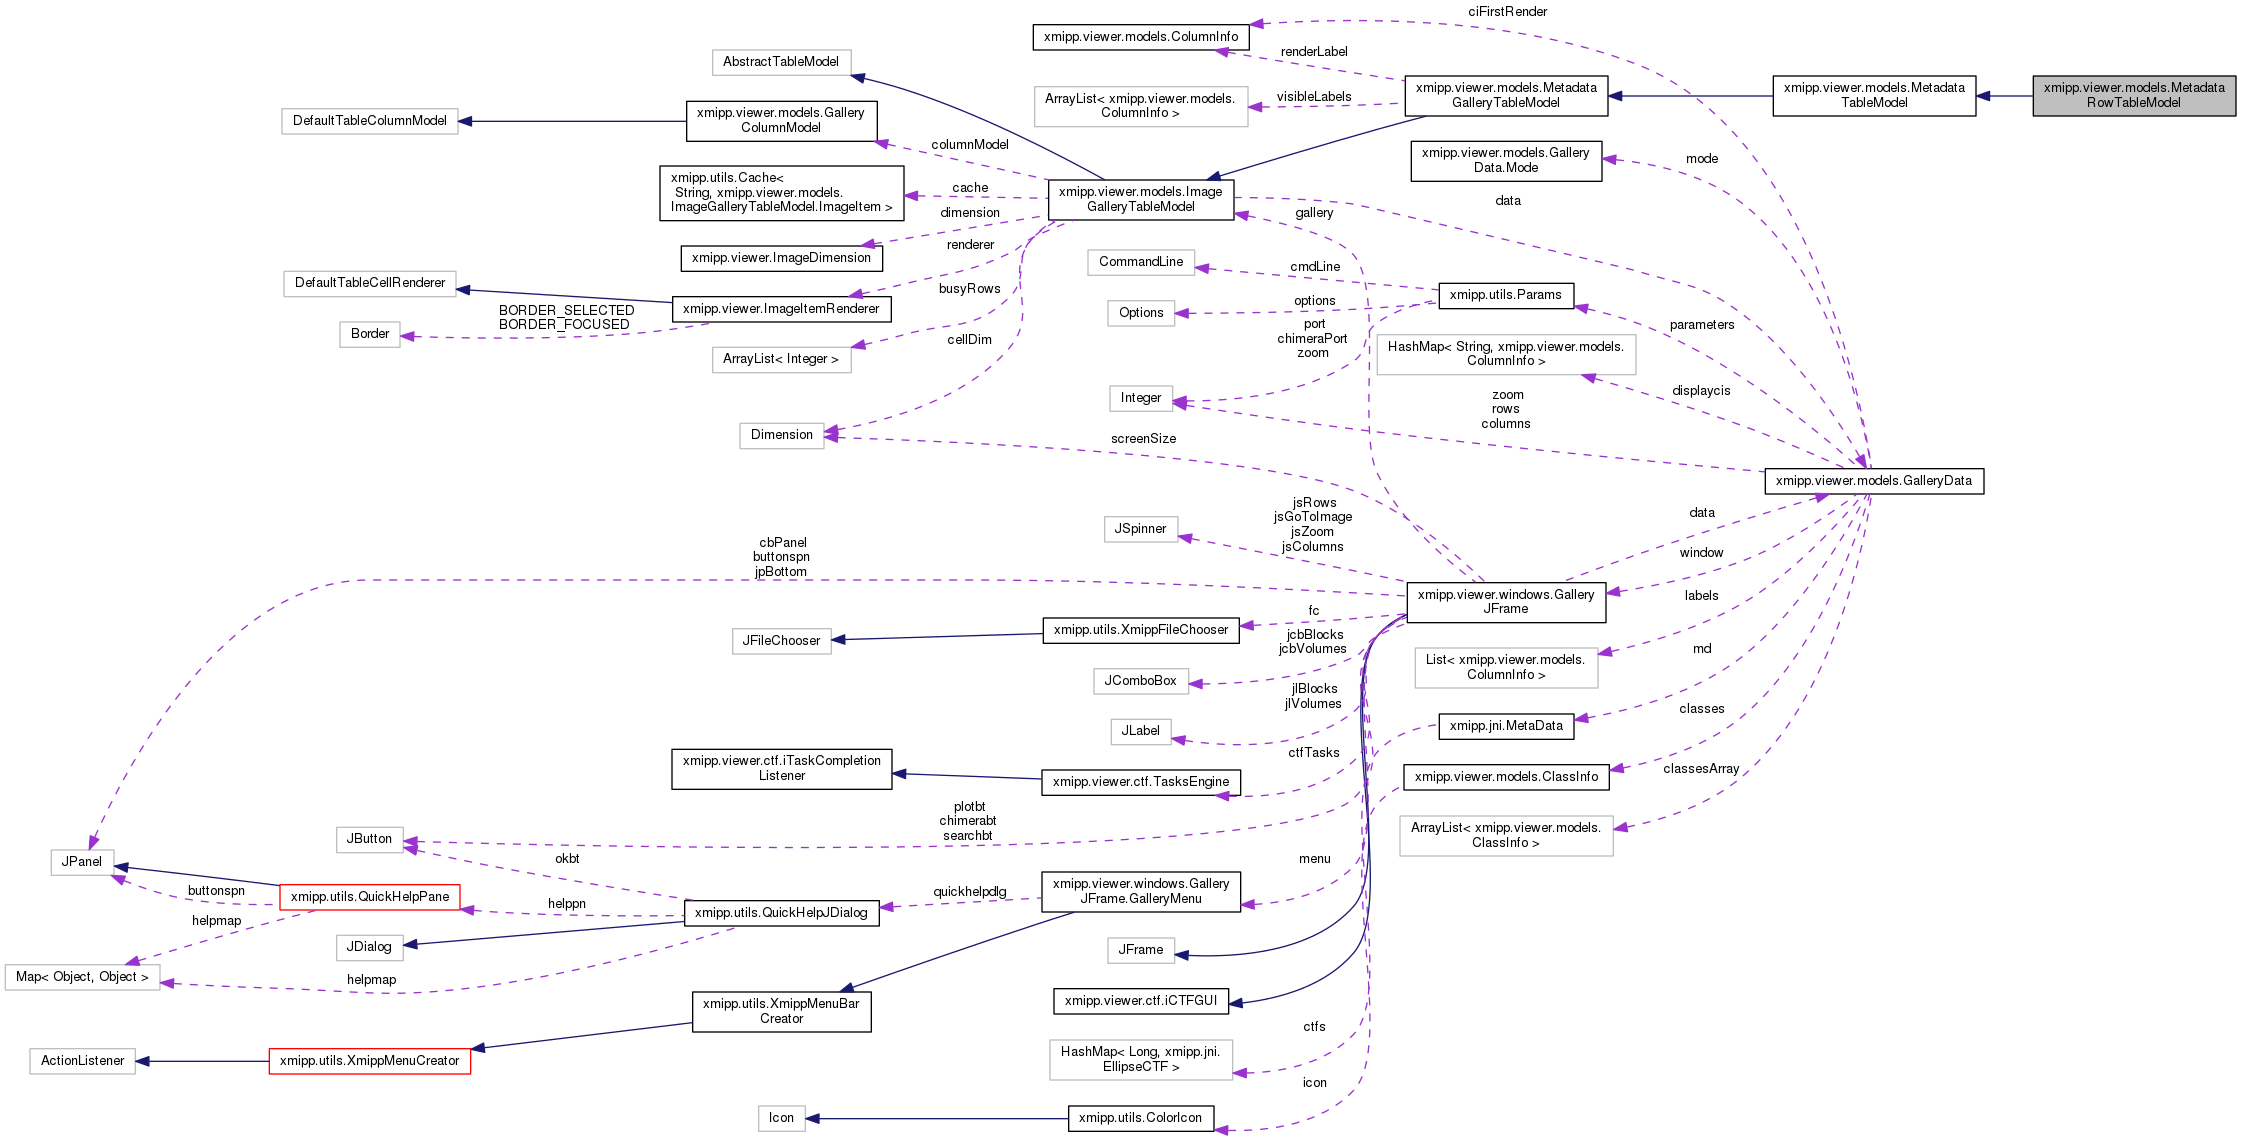 ciFirstRender
xmipp.viewer.models.ColumnInfo
renderLabel
AbstractTableModel
xmipp.viewer.models.Metadata
GalleryTableModel
xmipp.viewer.models.Metadata
TableModel
xmipp.viewer.models.Metadata
RowTableModel
ArrayList< xmipp.viewer.models.
ColumnInfo >
visibleLabels
DefaultTableColumnModel
xmipp.viewer.models.Gallery
ColumnModel
columnModel
xmipp.viewer.models.Gallery
Data.Mode
mode
xmipp.utils.Cache<
String, xmipp.viewer.models.
ImageGalleryTableModel.ImageItem >
cache
xmipp.viewer.models.Image
GalleryTableModel
data
dimension
gallery
renderer
xmipp.viewer.ImageDimension
CommandLine
cmdLine
DefaultTableCellRenderer
busyRows
xmipp.utils.Params
BORDER_SELECTED
BORDER_FOCUSED
xmipp.viewer.ImageItemRenderer
Options
options
Border
port
chimeraPort
zoom
parameters
cellDim
ArrayList< Integer >
HashMap< String, xmipp.viewer.models.
ColumnInfo >
displaycis
Integer
zoom
rows
columns
Dimension
screenSize
xmipp.viewer.models.GalleryData
JSpinner
jsRows
jsGoToImage
jsZoom
jsColumns
data
window
cbPanel
buttonspn
jpBottom
xmipp.viewer.windows.Gallery
JFrame
labels
fc
JFileChooser
xmipp.utils.XmippFileChooser
jcbBlocks
jcbVolumes
md
List< xmipp.viewer.models.
ColumnInfo >
JComboBox
jlBlocks
jlVolumes
classes
JLabel
xmipp.jni.MetaData
xmipp.viewer.ctf.iTaskCompletion
Listener
ctfTasks
xmipp.viewer.ctf.TasksEngine
xmipp.viewer.models.ClassInfo
classesArray
plotbt
chimerabt
searchbt
JButton
ArrayList< xmipp.viewer.models.
ClassInfo >
JPanel
okbt
menu
buttonspn
xmipp.utils.QuickHelpPane
helppn
quickhelpdlg
xmipp.viewer.windows.Gallery
JFrame.GalleryMenu
helpmap
xmipp.utils.QuickHelpJDialog
JDialog
JFrame
Map< Object, Object >
helpmap
xmipp.utils.XmippMenuBar
Creator
xmipp.viewer.ctf.iCTFGUI
ctfs
ActionListener
xmipp.utils.XmippMenuCreator
HashMap< Long, xmipp.jni.
EllipseCTF >
icon
Icon
xmipp.utils.ColorIcon